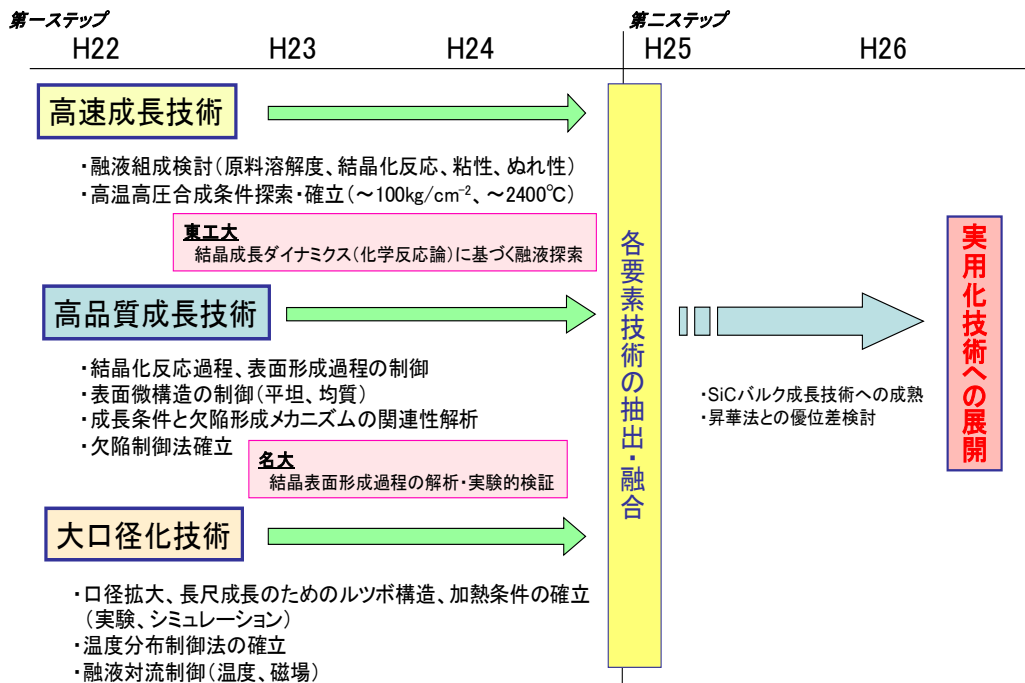 第一ステップ
第二ステップ
H22
H23
H24
H25
H26
高速成長技術
・融液組成検討(原料溶解度、結晶化反応、粘性、ぬれ性)
・高温高圧合成条件探索・確立(～100kg/cm⁻²、～2400℃)
東工大
結晶成長ダイナミクス(化学反応論)に基づく融液探索
高品質成長技術
・結晶化反応過程、表面形成過程の制御
・表面微構造の制御(平坦、均質)
・成長条件と欠陥形成メカニズムの関連性解析
・欠陥制御法確立
名大
結晶表面形成過程の解析・実験的検証
大口径化技術
・口径拡大、長尺成長のためのルツボ構造、加熱条件の確立
(実験、シミュレーション)
・温度分布制御法の確立
・融液対流制御(温度、磁場)
各要素技術の抽出・融合
・SiCバルク成長技術への成熟
・昇華法との優位差検討
実用化技術への展開